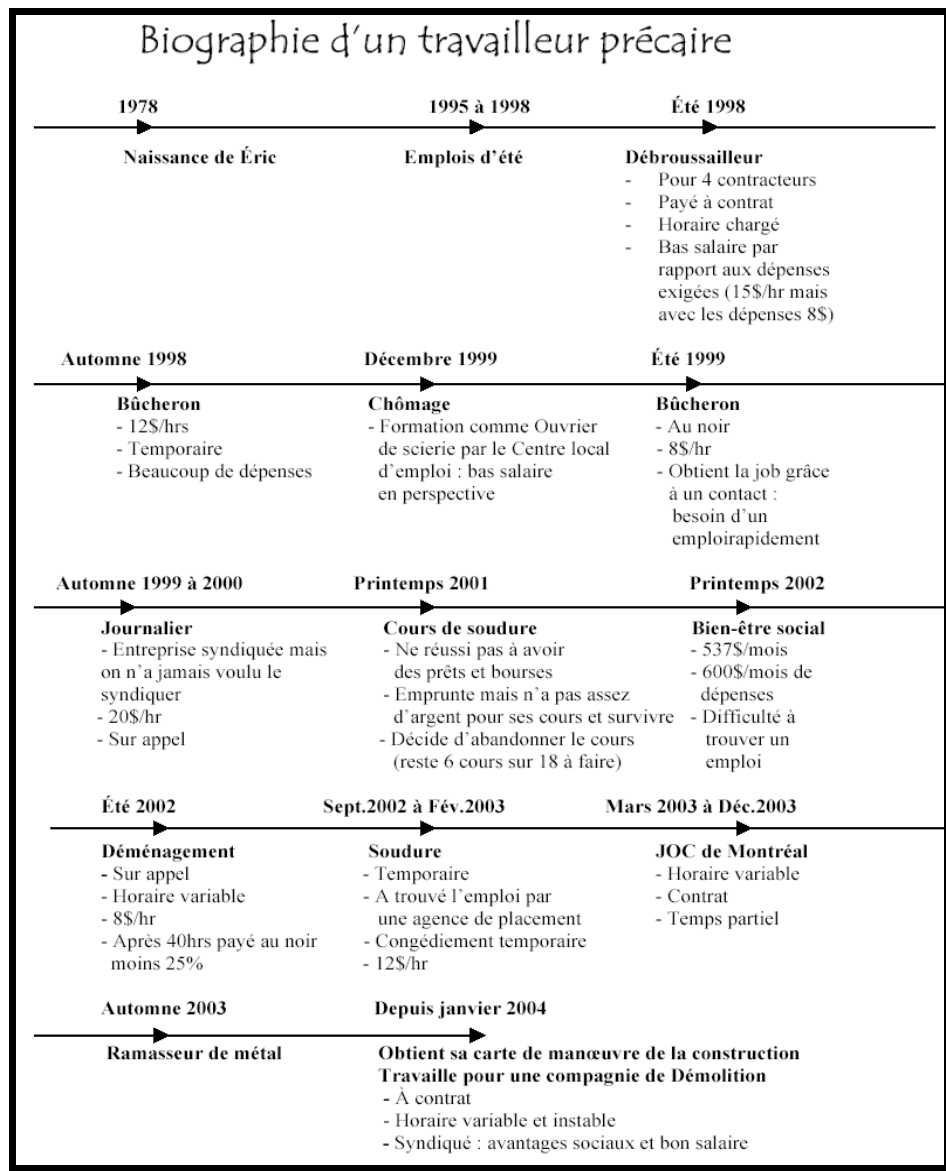 Biographie d'un travailleur précaire
1978
Naissance de Éric
1995 à 1998
Emplois d'été
Été 1998
Débroussailleur
- Pour 4 contracteurs
- Payé à contrat
- Horaire chargé
- Bas salaire par
rapport aux dépenses
exigées (15$/hr mais
avec les dépenses 8$)
Automne 1998
Bûcheron
- 12$/hrs
- Temporaire
- Beaucoup de dépenses
Décembre 1999
Chômage
- Formation comme Ouvrier
de scierie par le Centre local
d'emploi : bas salaire
en perspective
Été 1999
Bûcheron
- Au noir
- 8$/hr
- Obtient la job grâce
à un contact :
besoin d'un
emploirapidement
Automne 1999 à 2000
Journalier
- Entreprise syndiquée mais
on n'a jamais voulu le
syndiquer
- 20$/hr
- Sur appel
Printemps 2001
Cours de soudure
- Ne réussi pas à avoir
des prêts et bourses
- Emprunte mais n'a pas assez
d'argent pour ses cours et survivre
- Décide d'abandonner le cours
(reste 6 cours sur 18 à faire)
Printemps 2002
Bien-être social
- 537$/mois
- 600$/mois de
dépenses
- Difficulté à
trouver un
emploi
Été 2002
Déménagement
- Sur appel
- Horaire variable
- 8$/hr
- Après 40hrs payé au noir
moins 25%
Sept.2002 à Fév.2003
Soudure
- Temporaire
- A trouvé l'emploi par
une agence de placement
- Congédiement temporaire
- 12$/hr
Mars 2003 à Déc.2003
JOC de Montréal
- Horaire variable
- Contrat
- Temps partiel
Automne 2003
Ramasseur de métal
Depuis janvier 2004
Obtient sa carte de manœuvre de la construction
Travaille pour une compagnie de Démolition
- À contrat
- Horaire variable et instable
- Syndiqué : avantages sociaux et bon salaire